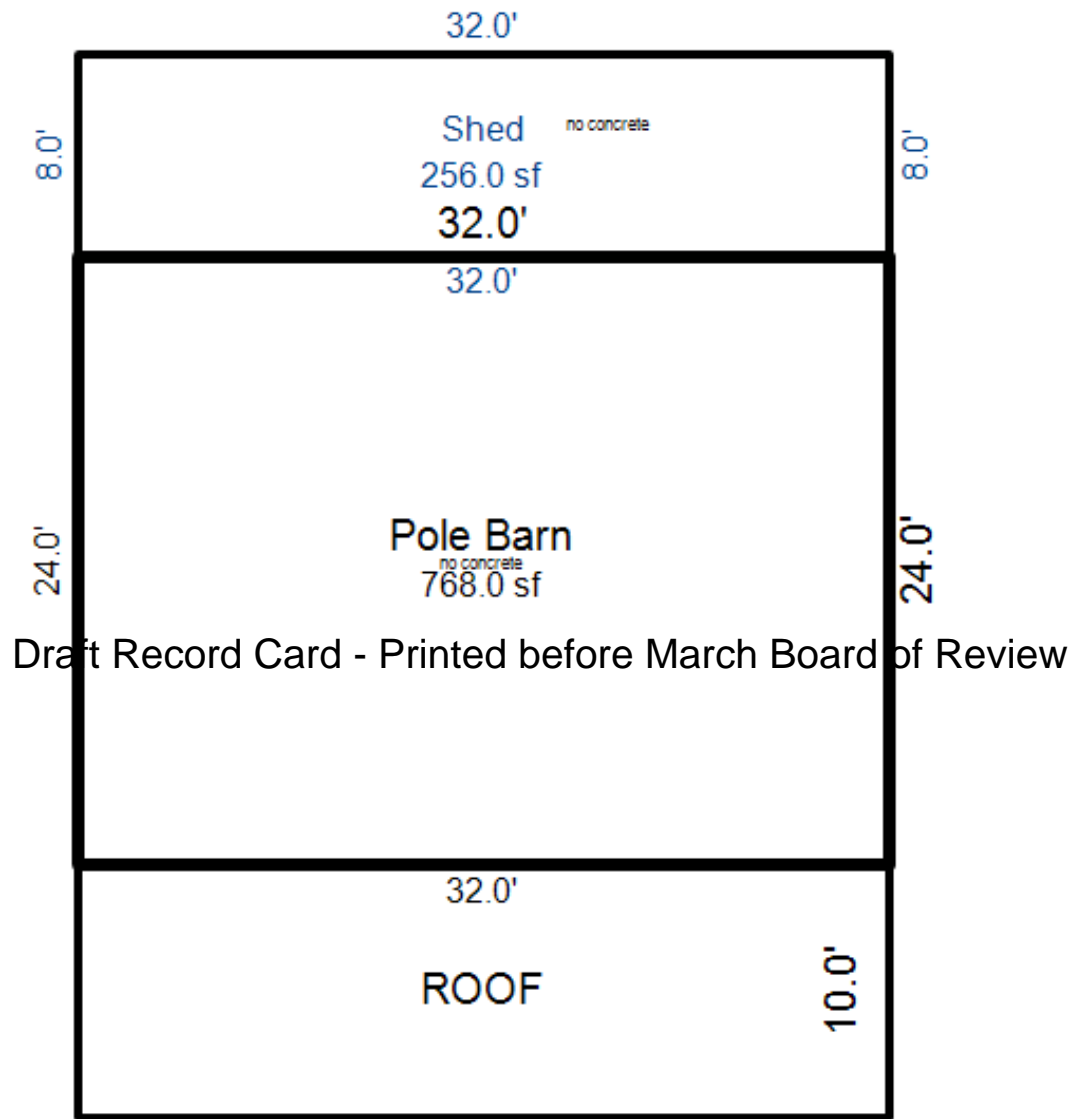 32.0'
8.0'
Shed
no concrete
8.0'
256.0 sf
32.0'
32.0'
24.0'
Pole Barn
no concrete
768.0 sf
24.0'
Draft Record Card - Printed before March Board of Review
32.0'
ROOF
10.0'